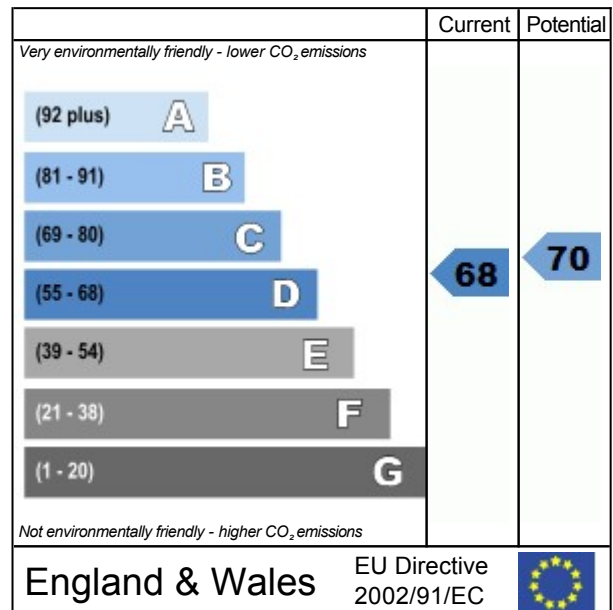 Current Potential
Very environmentally friendly - lower CO₂ emissions
(92 plus) A
(81 - 91) B
(69 - 80) C
(55 - 68) D
68
70
(39 - 54) E
(21 - 38) F
(1 - 20) G
Not environmentally friendly - higher CO₂ emissions
England & Wales
EU Directive
2002/91/EC